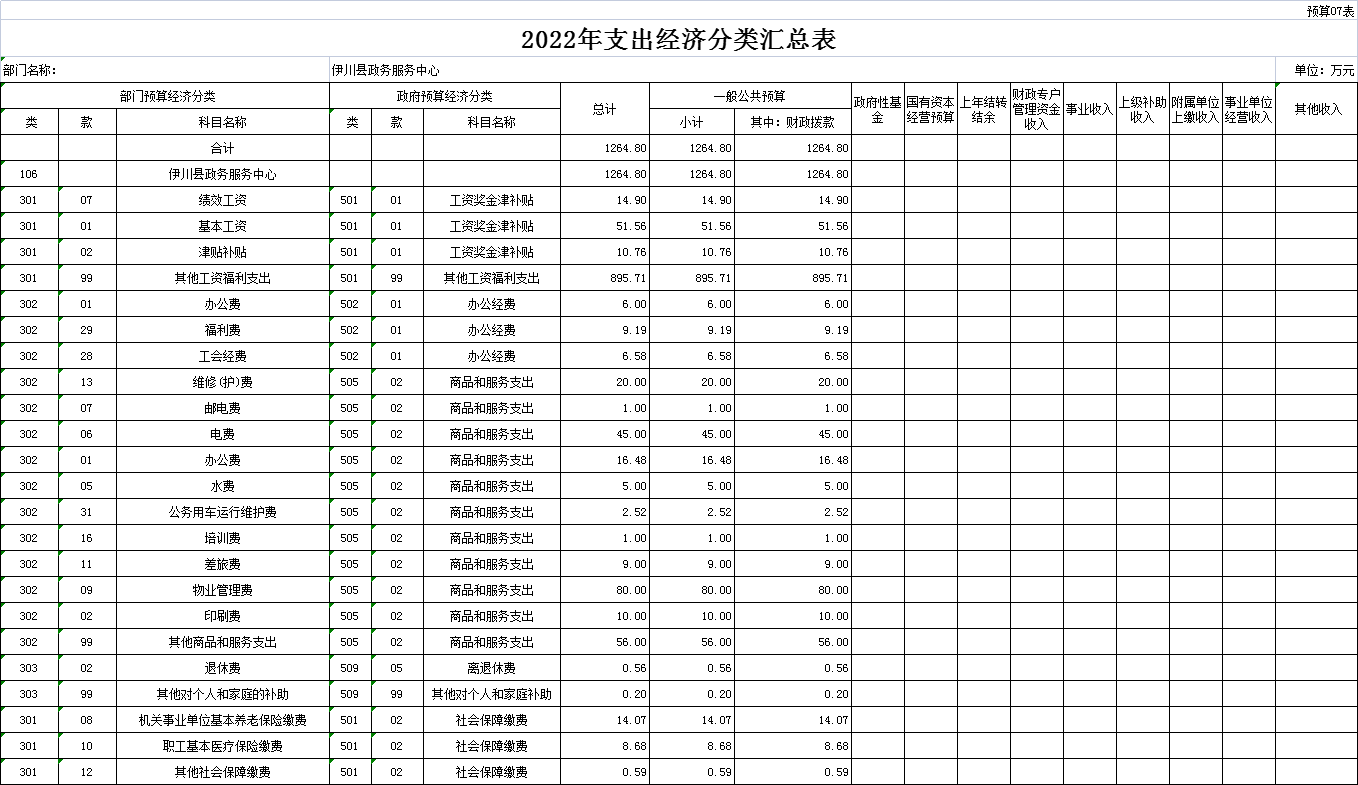 预算07表
2022年支出经济分类汇总表
部门名称: 伊川县政务服务中心 单位：万元
部门预算经济分类 政府预算经济分类 总计 一般公共预算 政府性基金 国有资本经营预算 上年结转结余 财政专户管理资金收入 事业收入 上级补助收入 附属单位上缴收入 事业单位经营收入 其他收入
类 款 科目名称 类 款 科目名称 小计 其中：财政拨款
合计 1264.80 1264.80 1264.80
106 伊川县政务服务中心 1264.80 1264.80 1264.80
301 07 绩效工资 501 01 工资奖金津补贴 14.90 14.90 14.90
301 01 基本工资 501 01 工资奖金津补贴 51.56 51.56 51.56
301 02 津贴补贴 501 01 工资奖金津补贴 10.76 10.76 10.76
301 99 其他工资福利支出 501 99 其他工资福利支出 895.71 895.71 895.71
302 01 办公费 502 01 办公经费 6.00 6.00 6.00
302 29 福利费 502 01 办公经费 9.19 9.19 9.19
302 28 工会经费 502 01 办公经费 6.58 6.58 6.58
302 13 维修(护)费 505 02 商品和服务支出 20.00 20.00 20.00
302 07 邮电费 505 02 商品和服务支出 1.00 1.00 1.00
302 06 电费 505 02 商品和服务支出 45.00 45.00 45.00
302 01 办公费 505 02 商品和服务支出 16.48 16.48 16.48
302 05 水费 505 02 商品和服务支出 5.00 5.00 5.00
302 31 公务用车运行维护费 505 02 商品和服务支出 2.52 2.52 2.52
302 16 培训费 505 02 商品和服务支出 1.00 1.00 1.00
302 11 差旅费 505 02 商品和服务支出 9.00 9.00 9.00
302 09 物业管理费 505 02 商品和服务支出 80.00 80.00 80.00
302 02 印刷费 505 02 商品和服务支出 10.00 10.00 10.00
302 99 其他商品和服务支出 505 02 商品和服务支出 56.00 56.00 56.00
303 02 退休费 509 05 离退休费 0.56 0.56 0.56
303 99 其他对个人和家庭的补助 509 99 其他对个人和家庭补助 0.20 0.20 0.20
301 08 机关事业单位基本养老保险缴费 501 02 社会保障缴费 14.07 14.07 14.07
301 10 职工基本医疗保险缴费 501 02 社会保障缴费 8.68 8.68 8.68
301 12 其他社会保障缴费 501 02 社会保障缴费 0.59 0.59 0.59